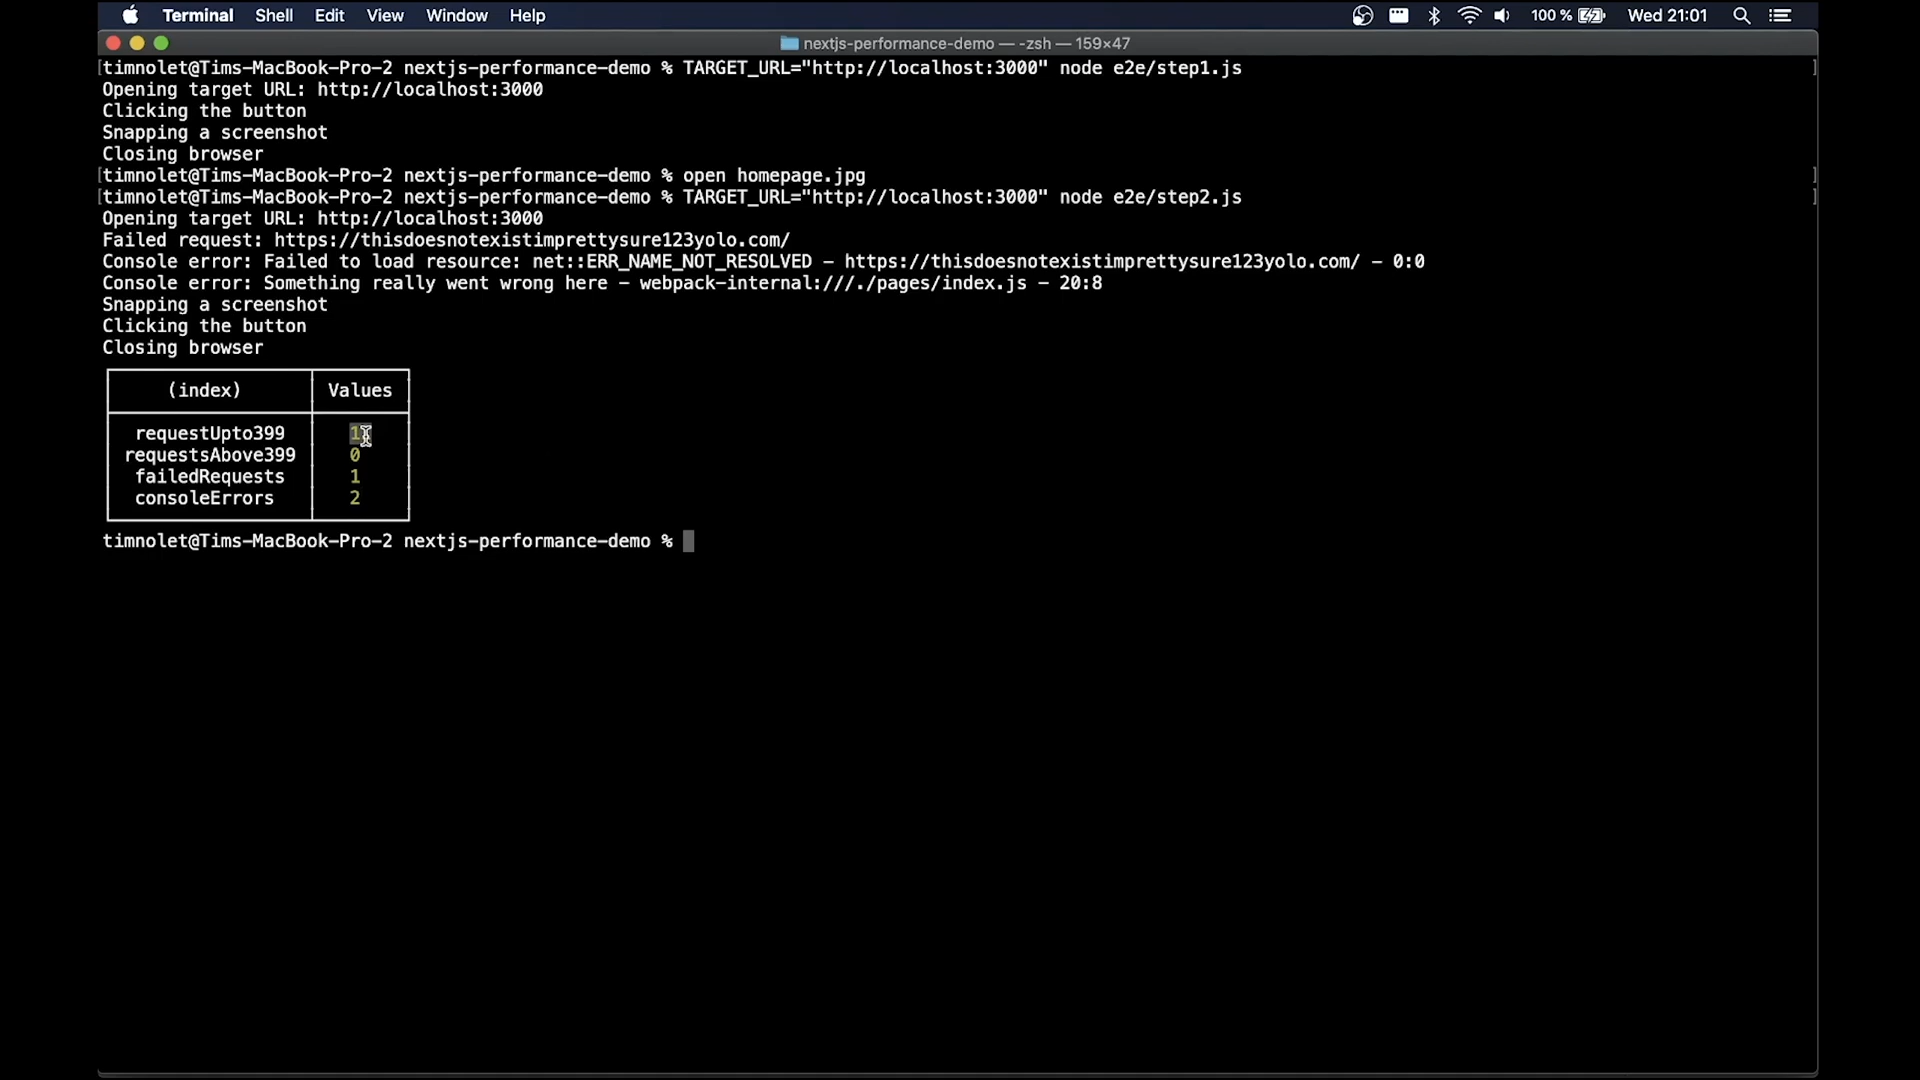 Terminal Shell Edit View Window Help 100 % Wed 21:01
nextjs-performance-demo — -zsh — 159×47
timnolet@Tims-MacBook-Pro-2 nextjs-performance-demo % TARGET_URL="http://localhost:3000" node e2e/step1.js
Opening target URL: http://localhost:3000
Clicking the button
Snapping a screenshot
Closing browser
timnolet@Tims-MacBook-Pro-2 nextjs-performance-demo % open homepage.jpg
timnolet@Tims-MacBook-Pro-2 nextjs-performance-demo % TARGET_URL="http://localhost:3000" node e2e/step2.js
Opening target URL: http://localhost:3000
Failed request: https://thisdoesnotexistimprettysure123yolo.com/
Console error: Failed to load resource: net::ERR_NAME_NOT_RESOLVED – https://thisdoesnotexistimprettysure123yolo.com/ – 0:0
Console error: Something really went wrong here – webpack-internal:///./pages/index.js – 20:8
Snapping a screenshot
Clicking the button
Closing browser
(index) Values
requestUpto399
requestsAbove399 0
failedRequests 1
consoleErrors 2
timnolet@Tims-MacBook-Pro-2 nextjs-performance-demo %